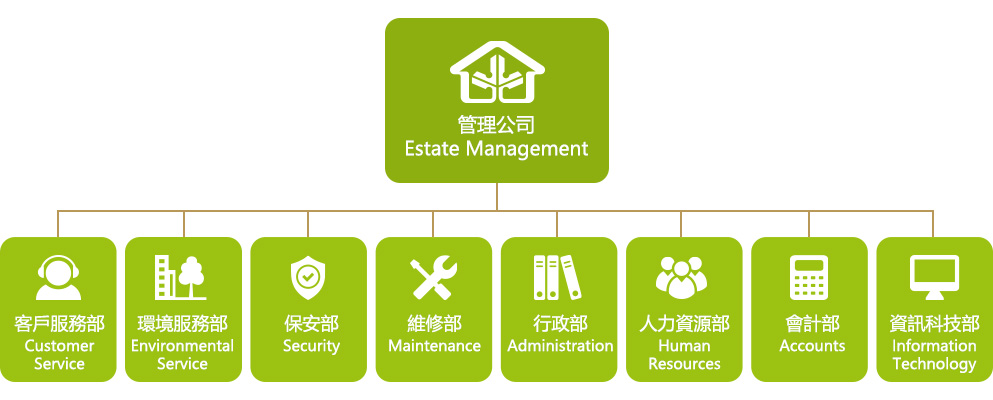 管理公司
Estate Management
客戶服務部
Customer
Service
環境服務部
Environmental
Service
保安部
Security
維修部
Maintenance
行政部
Administration
人力資源部
Human
Resources
會計部
Accounts
資訊科技部
Information
Technology